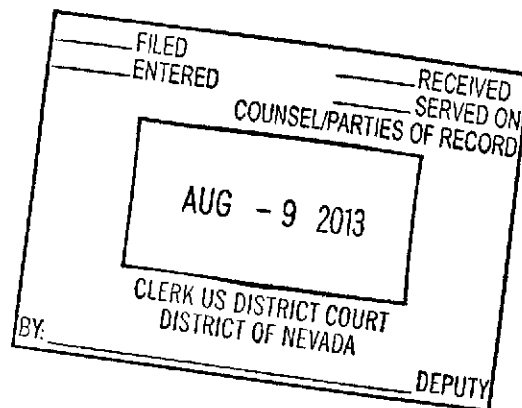 FILED RECEIVED
ENTERED SERVED ON
COUNSEL/PARTIES OF RECORD
AUG - 9 2013
CLERK US DISTRICT COURT
DISTRICT OF NEVADA
BY: DEPUTY